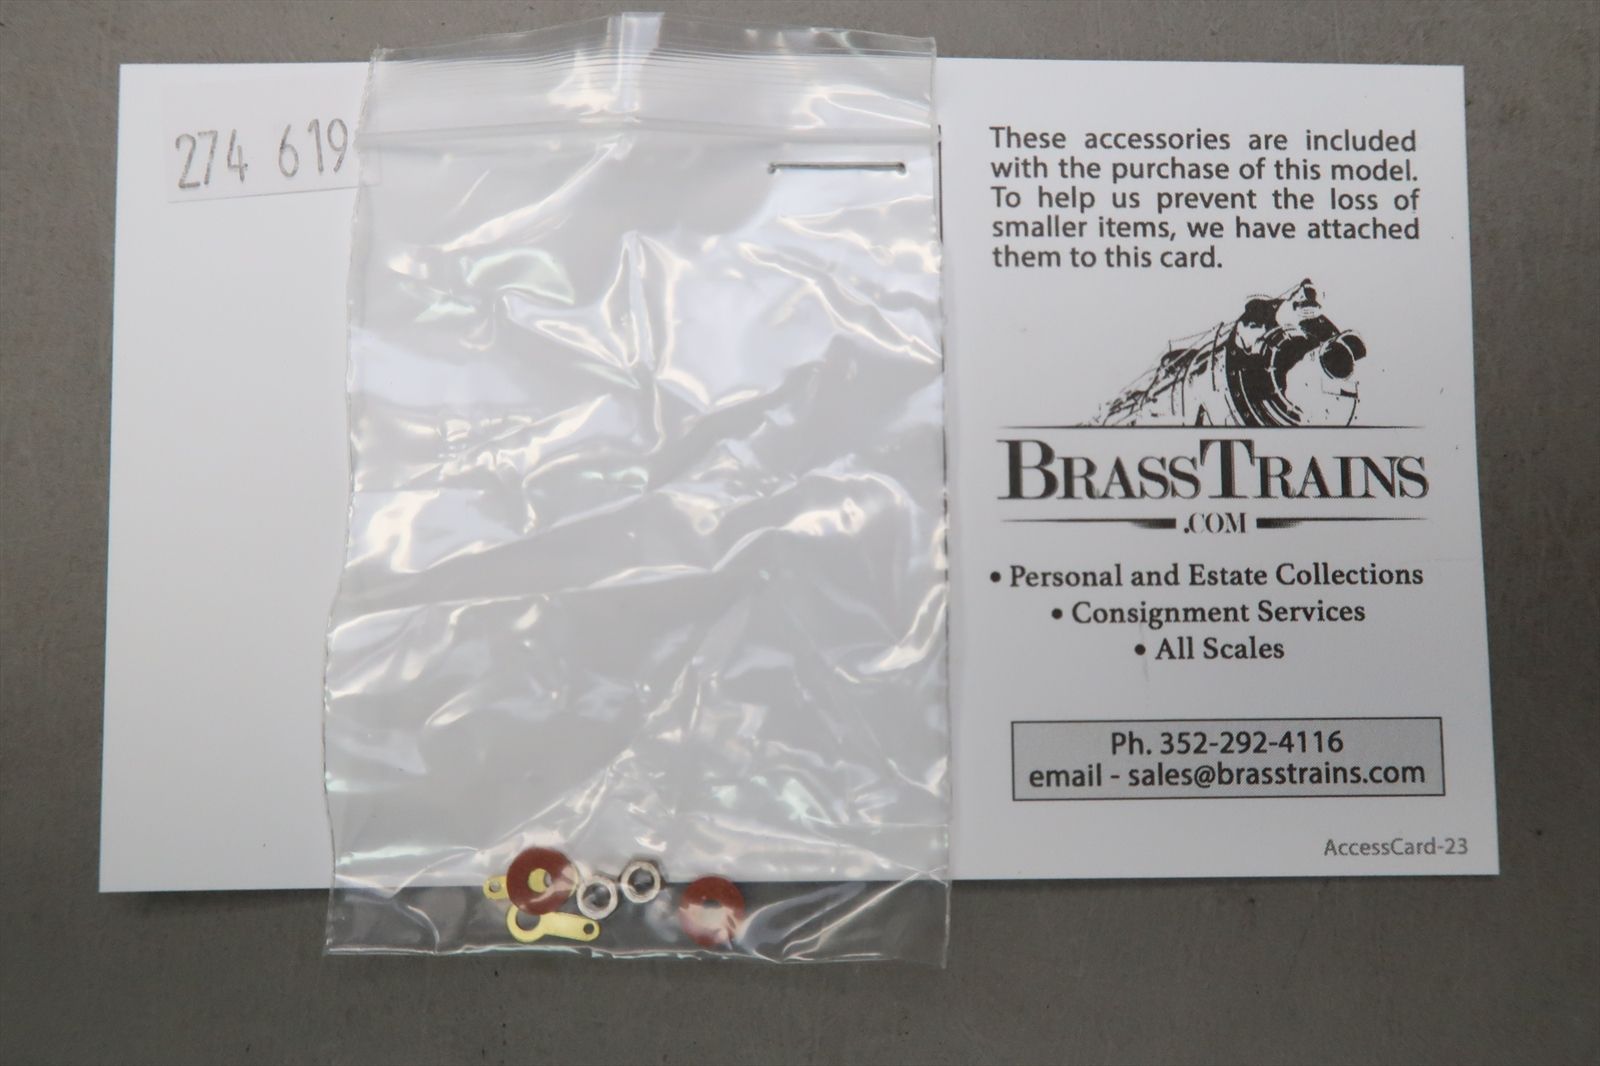 274 619
These accessories are included
with the purchase of this model.
To help us prevent the loss of
smaller items, we have attached
them to this card.
BRASSTRAINS
.COM
• Personal and Estate Collections
• Consignment Services
• All Scales
Ph. 352-292-4116
email - sales@brasstrains.com
AccessCard-23